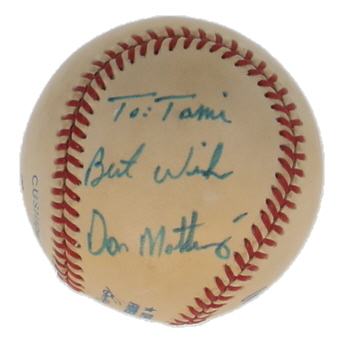 To: Tami
Best Wish
Don Mattingly